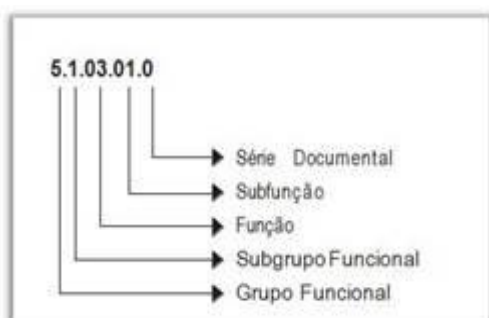 5.1.03.01.0
Série Documental
Subfunção
Função
Subgrupo Funcional
Grupo Funcional